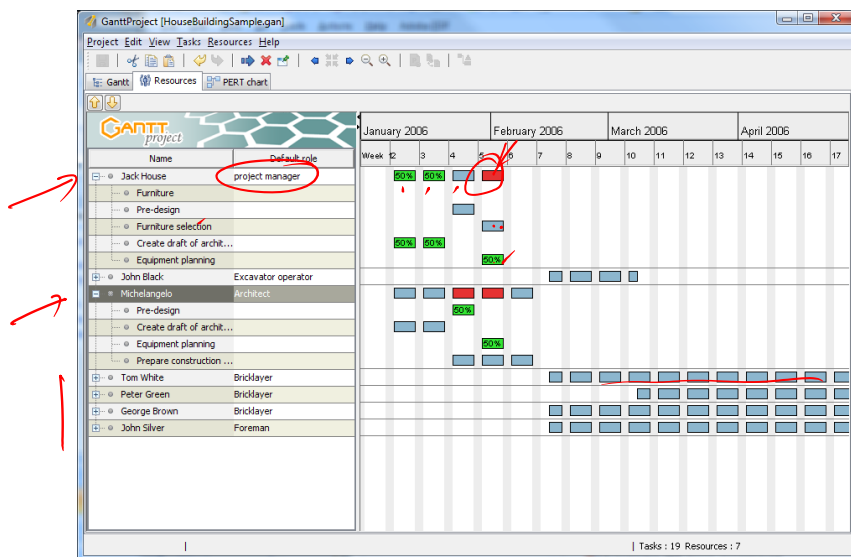 GanttProject [HouseBuildingSample.gan]
Project Edit View Tasks Resources Help
Gantt Resources PERT chart
GANTT project
January 2006 February 2006 March 2006 April 2006
Name Default role Week 2 3 4 5 6 7 8 9 10 11 12 13 14 15 16 17
Jack House project manager 50% 50%
Furniture
Pre-design
Furniture selection
Create draft of archit... 50% 50%
Equipment planning 50%
John Black Excavator operator
Michelangelo Architect
Pre-design 50%
Create draft of archit...
Equipment planning 50%
Prepare construction ...
Tom White Bricklayer
Peter Green Bricklayer
George Brown Bricklayer
John Silver Foreman
Tasks : 19 Resources : 7